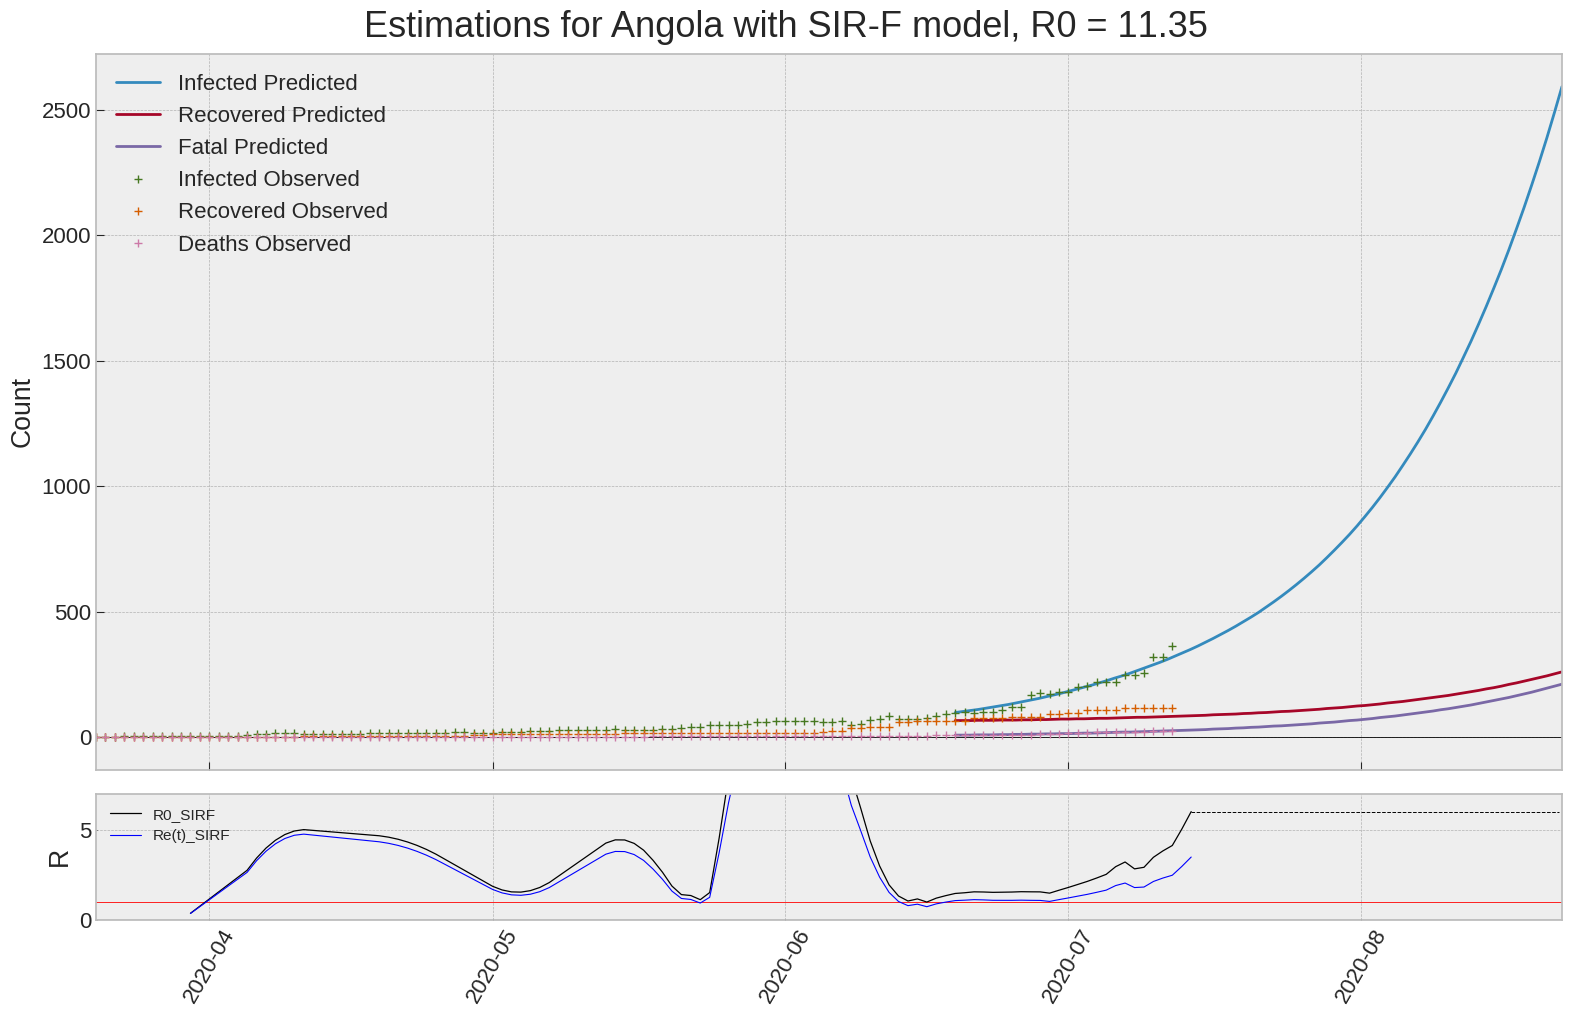 Estimations for Angola with SIR-F model, R0 = 11.35
Infected Predicted
Recovered Predicted
Fatal Predicted
Infected Observed
Recovered Observed
Deaths Observed
Count
2500
2000
1500
1000
500
0
R0_SIRF
Re(t)_SIRF
R
5
0
2020-04
2020-05
2020-06
2020-07
2020-08